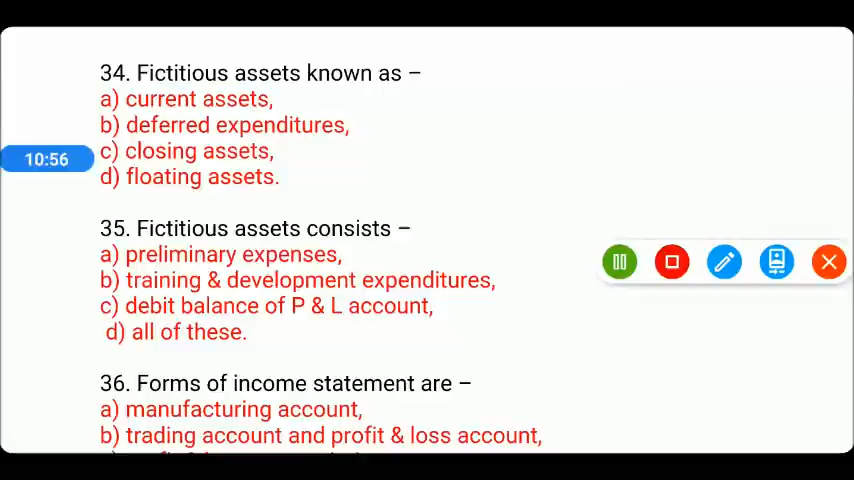 34. Fictitious assets known as –
a) current assets,
b) deferred expenditures,
10:56
c) closing assets,
d) floating assets.
35. Fictitious assets consists –
a) preliminary expenses,
b) training & development expenditures,
c) debit balance of P & L account,
d) all of these.
36. Forms of income statement are –
a) manufacturing account,
b) trading account and profit & loss account,